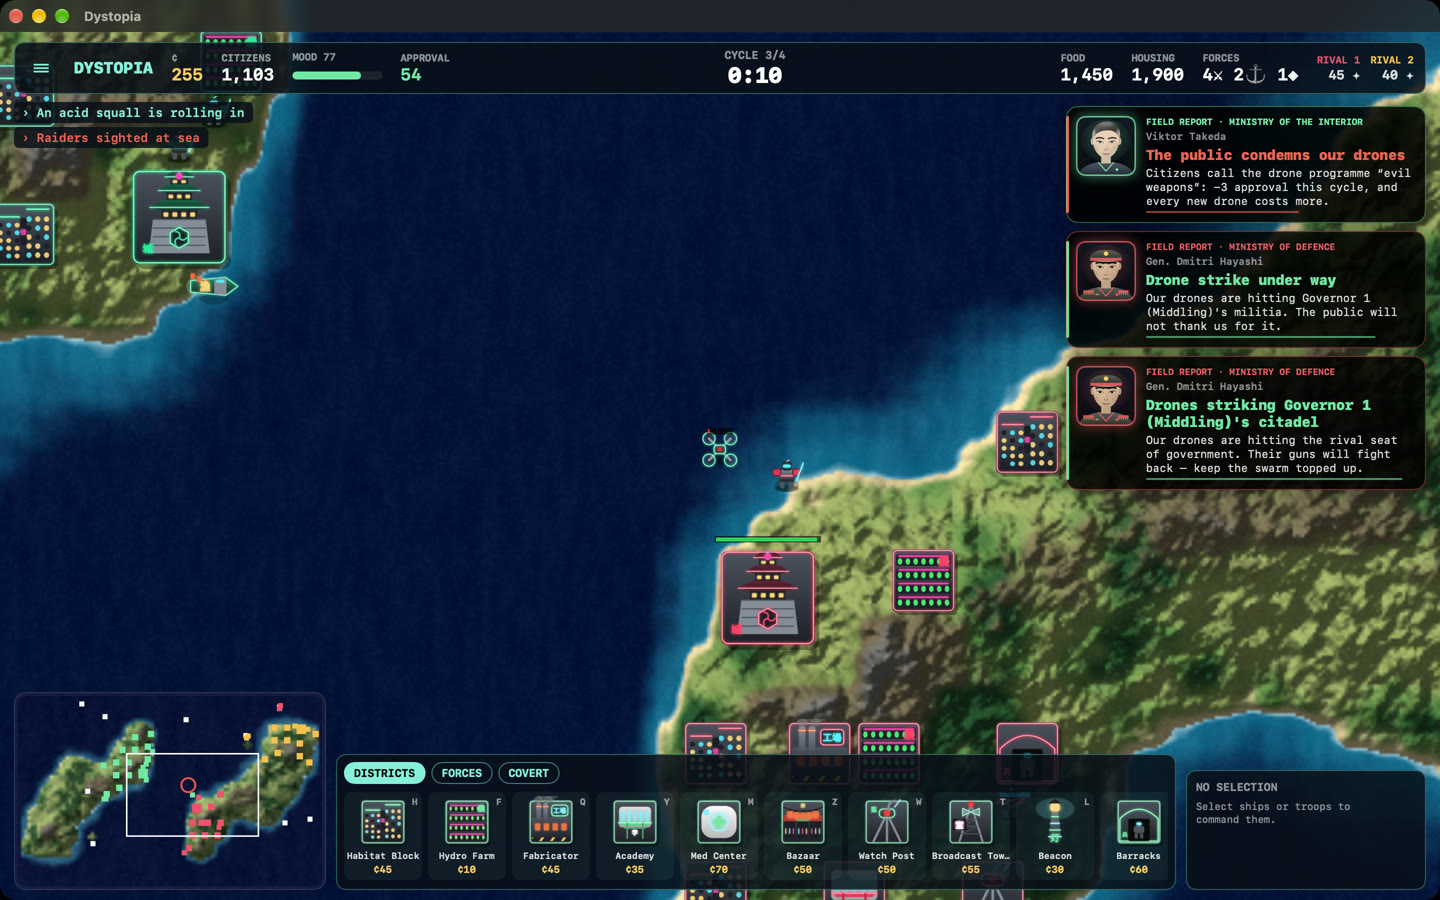 Dystopia
DYSTOPIA
¢
255
CITIZENS
1,103
MOOD 77
APPROVAL
54
CYCLE 3/4
0:10
FOOD
1,450
HOUSING
1,900
FORCES
4⚔ 2⚓ 1◆
RIVAL 1
45 ✦
RIVAL 2
40 ✦
› An acid squall is rolling in
› Raiders sighted at sea
FIELD REPORT · MINISTRY OF THE INTERIOR
Viktor Takeda
The public condemns our drones
Citizens call the drone programme “evil
weapons”: −3 approval this cycle, and
every new drone costs more.
FIELD REPORT · MINISTRY OF DEFENCE
Gen. Dmitri Hayashi
Drone strike under way
Our drones are hitting Governor 1
(Middling)'s militia. The public will
not thank us for it.
FIELD REPORT · MINISTRY OF DEFENCE
Gen. Dmitri Hayashi
Drones striking Governor 1
(Middling)'s citadel
Our drones are hitting the rival seat
of government. Their guns will fight
back — keep the swarm topped up.
工場
DISTRICTS
FORCES
COVERT
H
Habitat Block
¢45
F
Hydro Farm
¢10
Q
工場
Fabricator
¢45
Y
Academy
¢35
M
Med Center
¢70
Z
Bazaar
¢50
W
Watch Post
¢50
T
Broadcast Tow…
¢55
L
Beacon
¢30
Barracks
¢60
NO SELECTION
Select ships or troops to
command them.